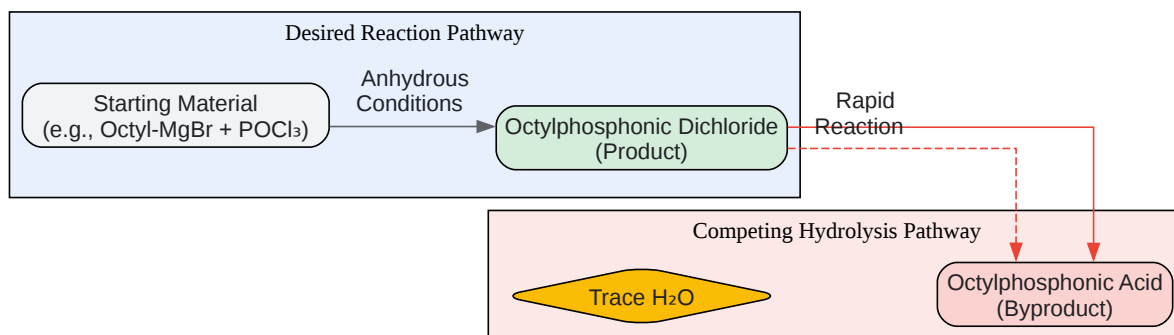 Desired Reaction Pathway
Starting Material
(e.g., Octyl-MgBr + POCl₃)
Anhydrous
Conditions
Octylphosphonic Dichloride
(Product)
Rapid
Reaction
Competing Hydrolysis Pathway
Trace H₂O
Octylphosphonic Acid
(Byproduct)